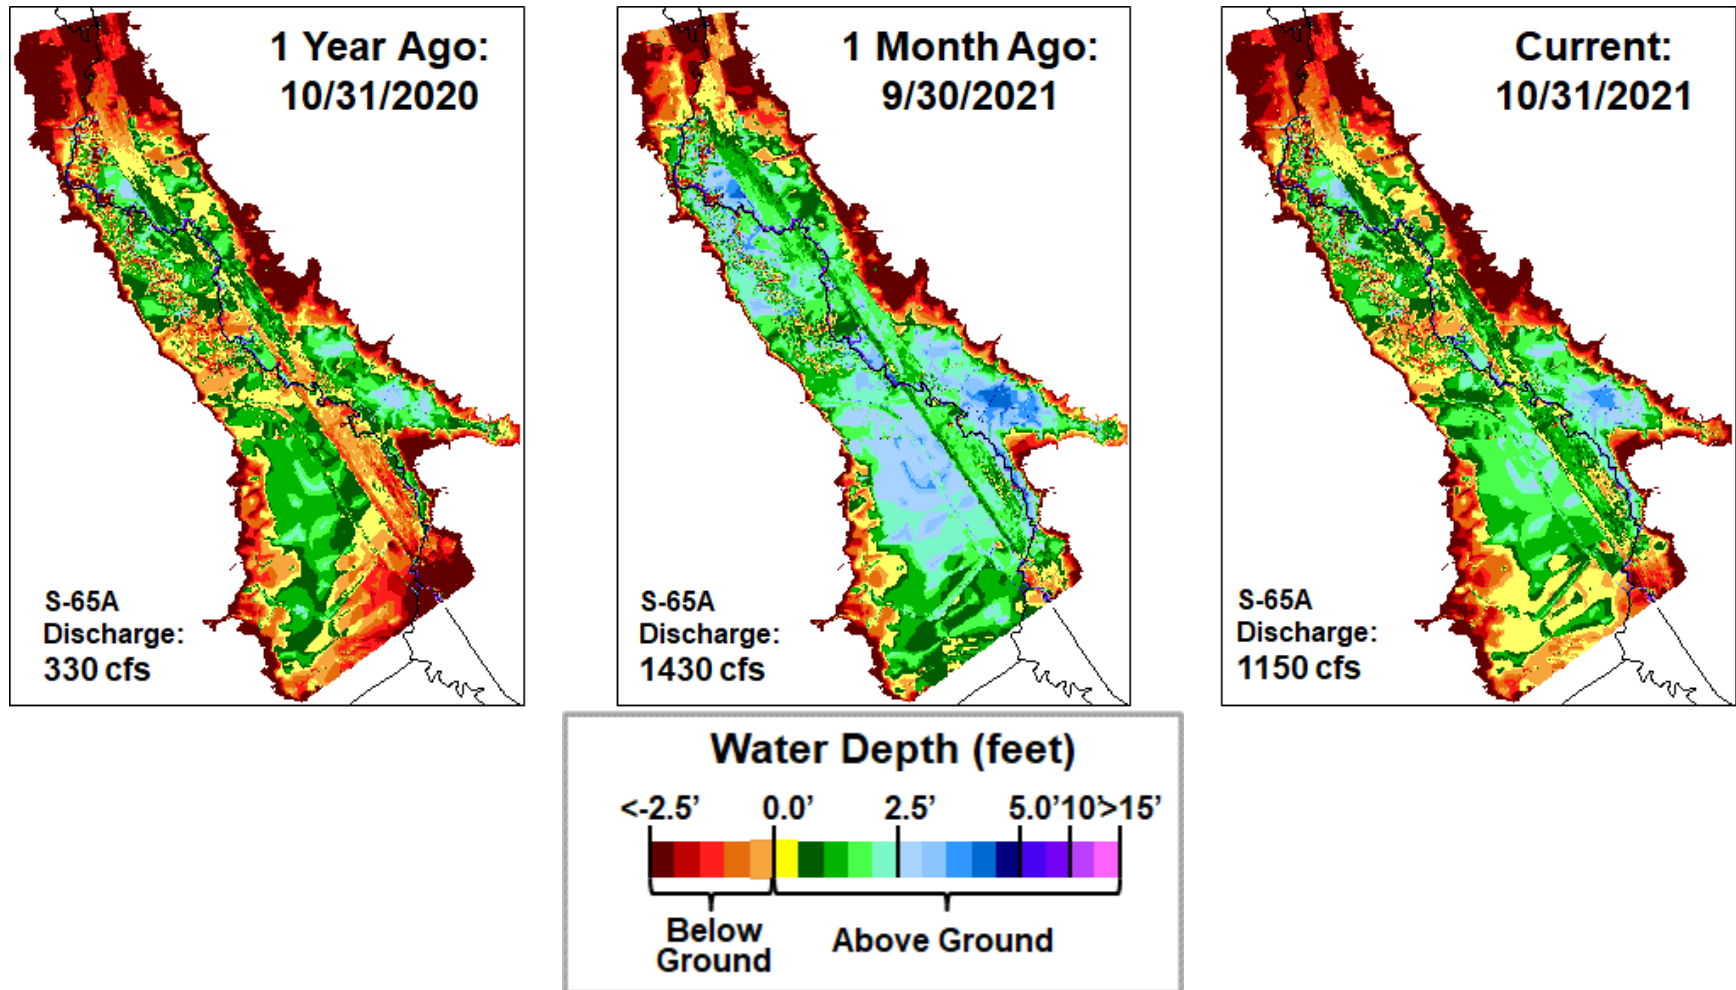 1 Year Ago:
10/31/2020
S-65A
Discharge:
330 cfs
1 Month Ago:
9/30/2021
S-65A
Discharge:
1430 cfs
Current:
10/31/2021
S-65A
Discharge:
1150 cfs
Water Depth (feet)
<-2.5’ 0.0’ 2.5’ 5.0’10’>15’
Below
Ground
Above Ground